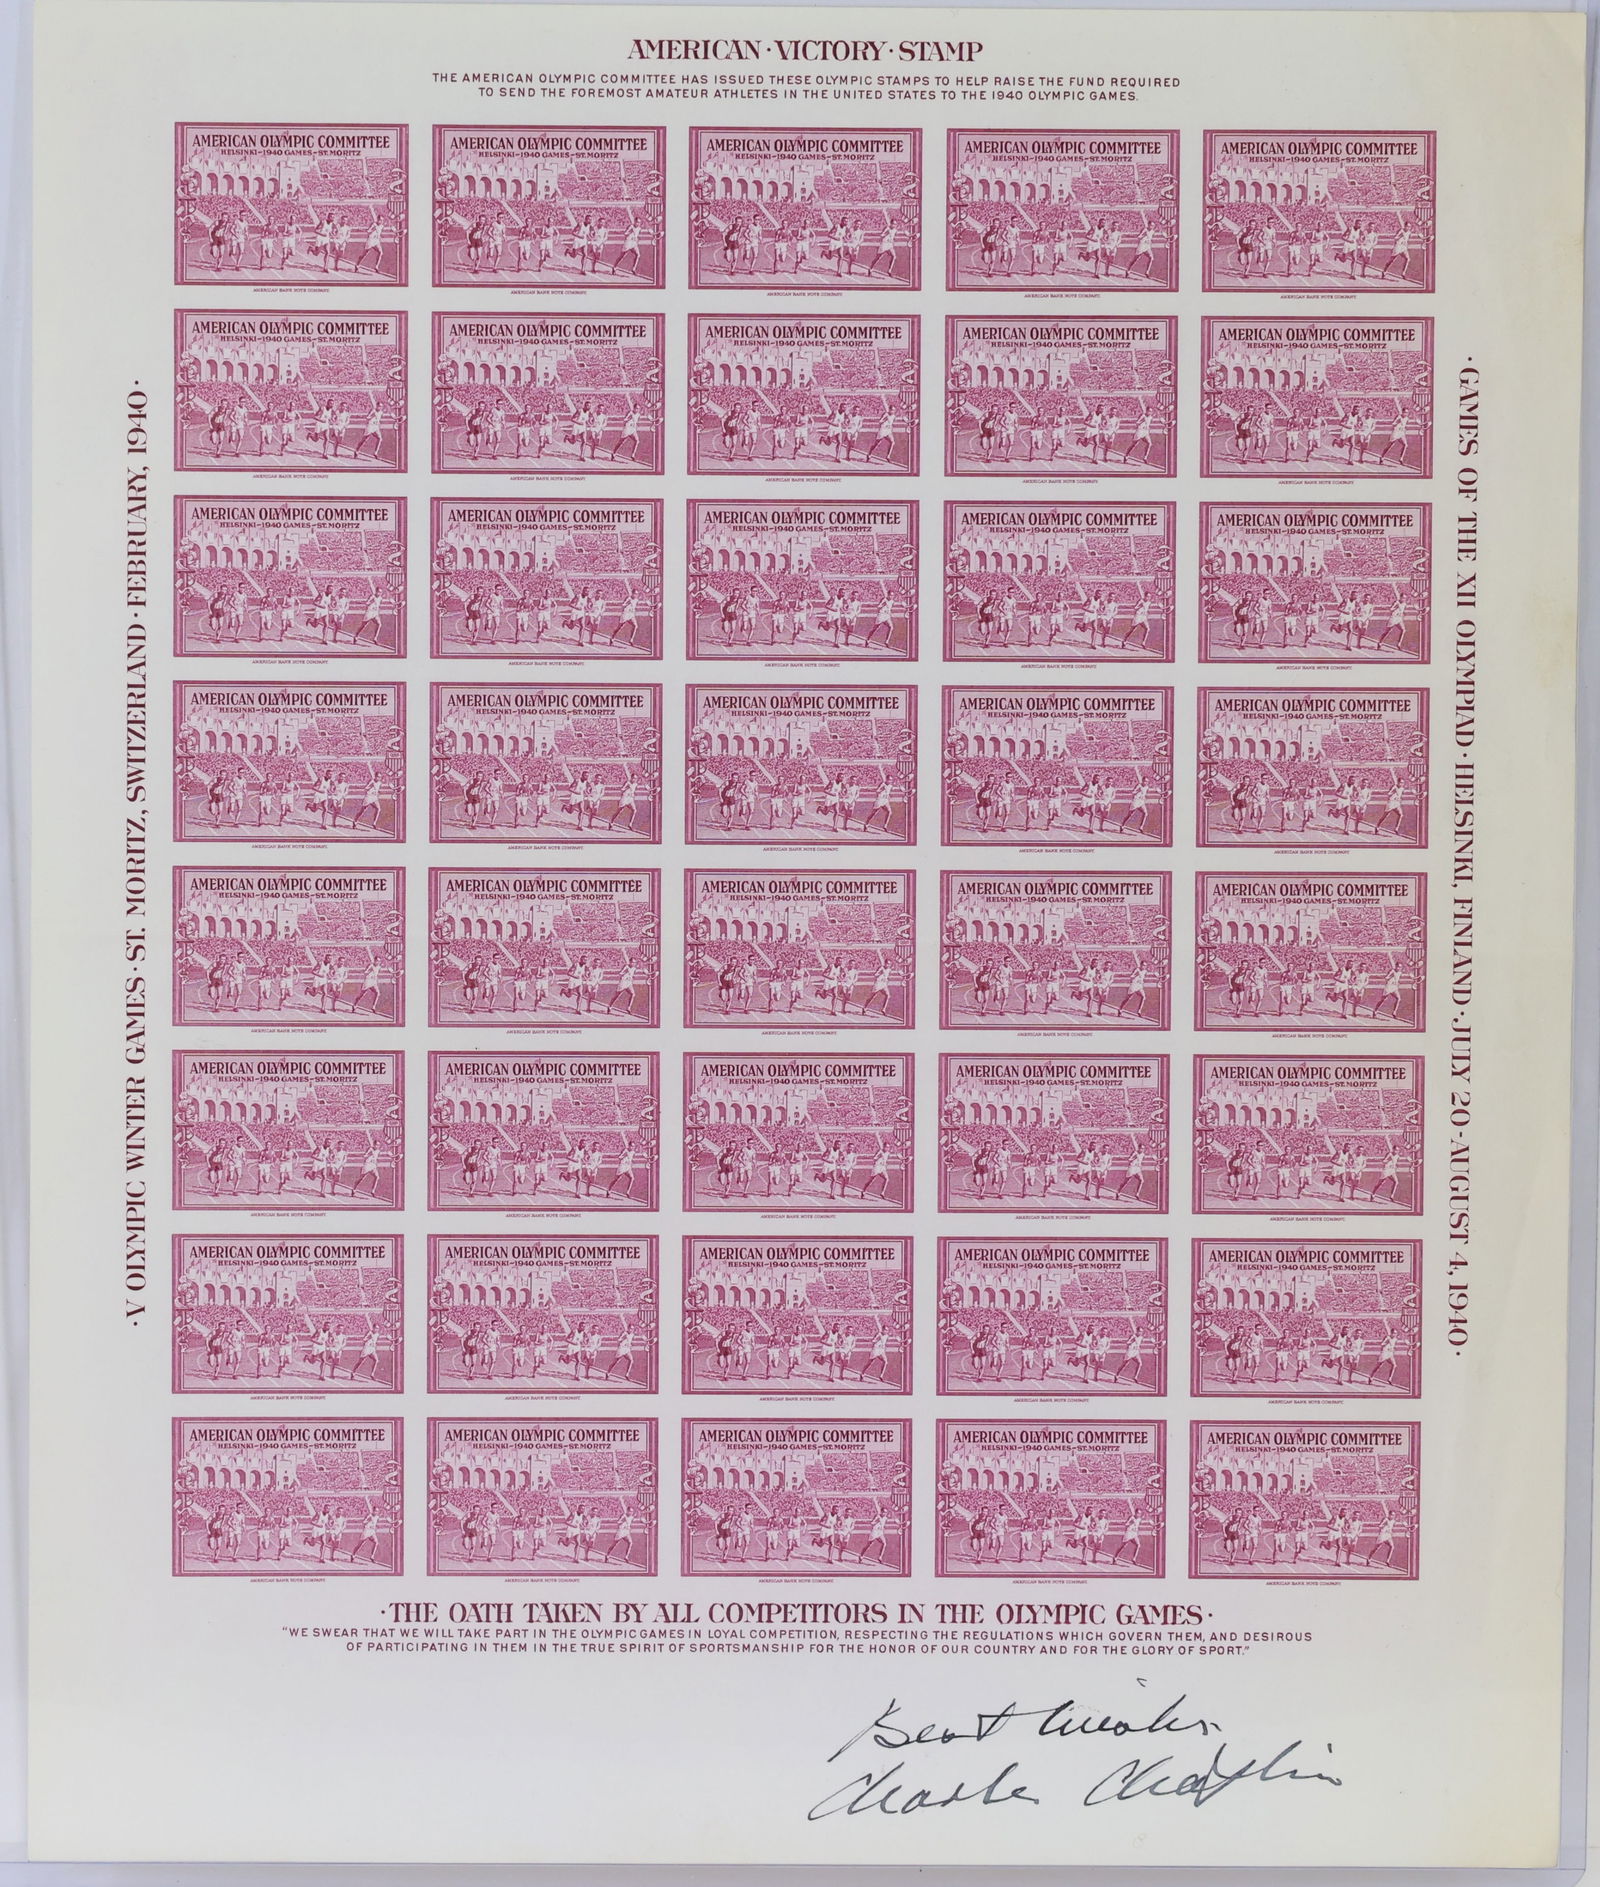 AMERICAN · VICTORY · STAMP
THE AMERICAN OLYMPIC COMMITTEE HAS ISSUED THESE OLYMPIC STAMPS TO HELP RAISE THE FUND REQUIRED
TO SEND THE FOREMOST AMATEUR ATHLETES IN THE UNITED STATES TO THE 1940 OLYMPIC GAMES.
· V OLYMPIC WINTER GAMES · ST. MORITZ, SWITZERLAND · FEBRUARY, 1940 ·
AMERICAN OLYMPIC COMMITTEE
HELSINKI–1940 GAMES–ST. MORITZ
AMERICAN BANK NOTE COMPANY.
· GAMES OF THE XII OLYMPIAD · HELSINKI, FINLAND · JULY 20-AUGUST 4, 1940 ·
· THE OATH TAKEN BY ALL COMPETITORS IN THE OLYMPIC GAMES ·
"WE SWEAR THAT WE WILL TAKE PART IN THE OLYMPIC GAMES IN LOYAL COMPETITION, RESPECTING THE REGULATIONS WHICH GOVERN THEM, AND DESIROUS
OF PARTICIPATING IN THEM IN THE TRUE SPIRIT OF SPORTSMANSHIP FOR THE HONOR OF OUR COUNTRY AND FOR THE GLORY OF SPORT."
Best Wishes
Charles Chaplin